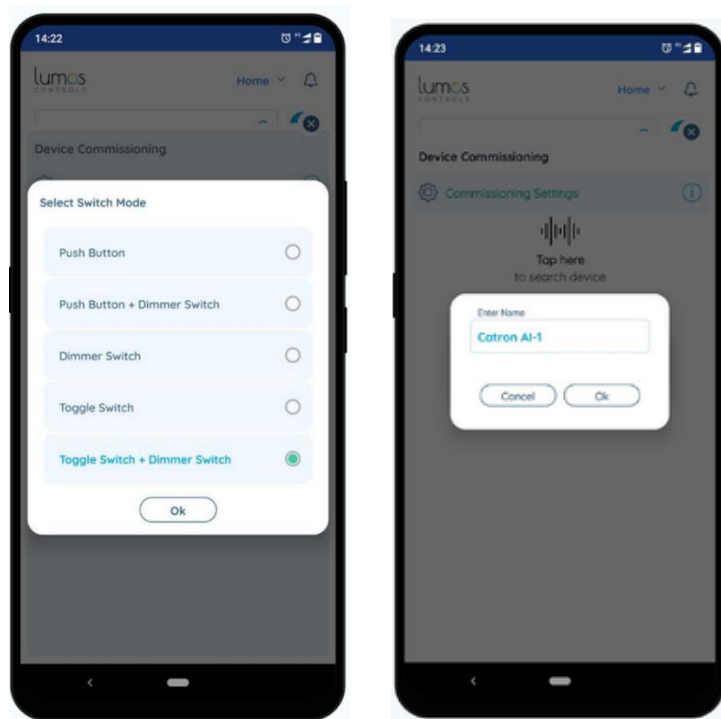 14:22
lumos
CONTROLS
Home
Device Commissioning
Select Switch Mode
Push Button
Push Button + Dimmer Switch
Dimmer Switch
Toggle Switch
Toggle Switch + Dimmer Switch
Ok
14:23
lumos
CONTROLS
Home
Device Commissioning
Commissioning Settings
Tap here
to search device
Enter Name
Catron AI-1
Cancel
Ok